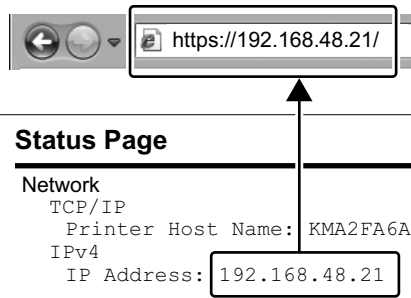 https://192.168.48.21/
Status Page
Network
TCP/IP
Printer Host Name: KMA2FA6A
IPv4
IP Address: 192.168.48.21